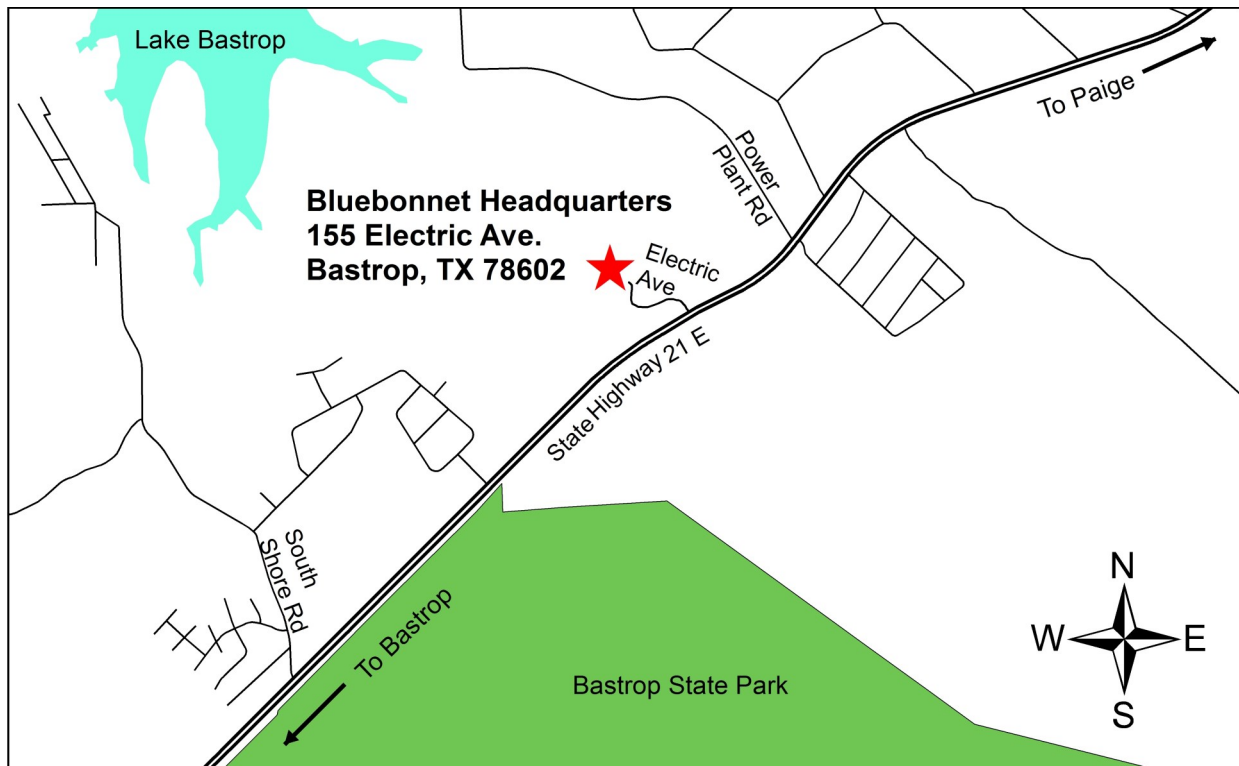 Lake Bastrop
To Paige
Power
Plant Rd
Bluebonnet Headquarters
155 Electric Ave.
Bastrop, TX 78602
Electric
Ave
State Highway 21 E
South
Shore Rd
To Bastrop
Bastrop State Park
N
W
E
S